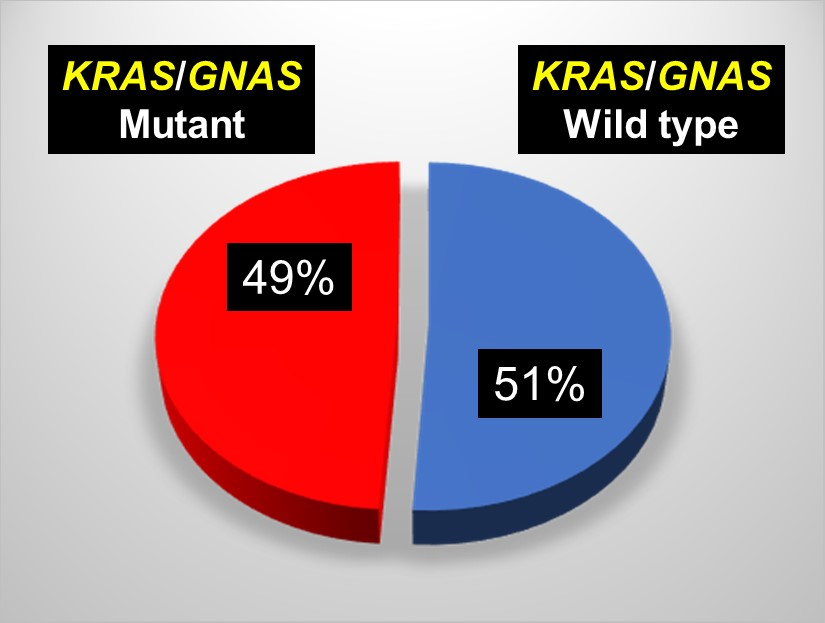 KRAS/GNAS
Mutant
KRAS/GNAS
Wild type
49%
51%